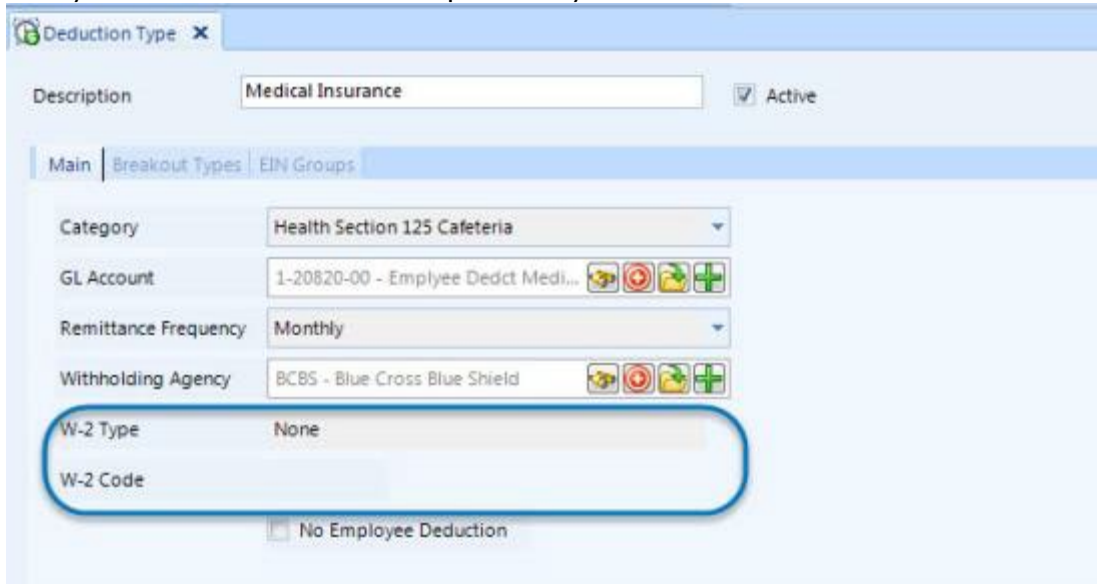 Deduction Type
Description Medical Insurance Active
Main Breakout Types EIN Groups
Category Health Section 125 Cafeteria
GL Account 1-20820-00 - Emplyee Dedct Medi...
Remittance Frequency Monthly
Withholding Agency BCBS - Blue Cross Blue Shield
W-2 Type None
W-2 Code
No Employee Deduction